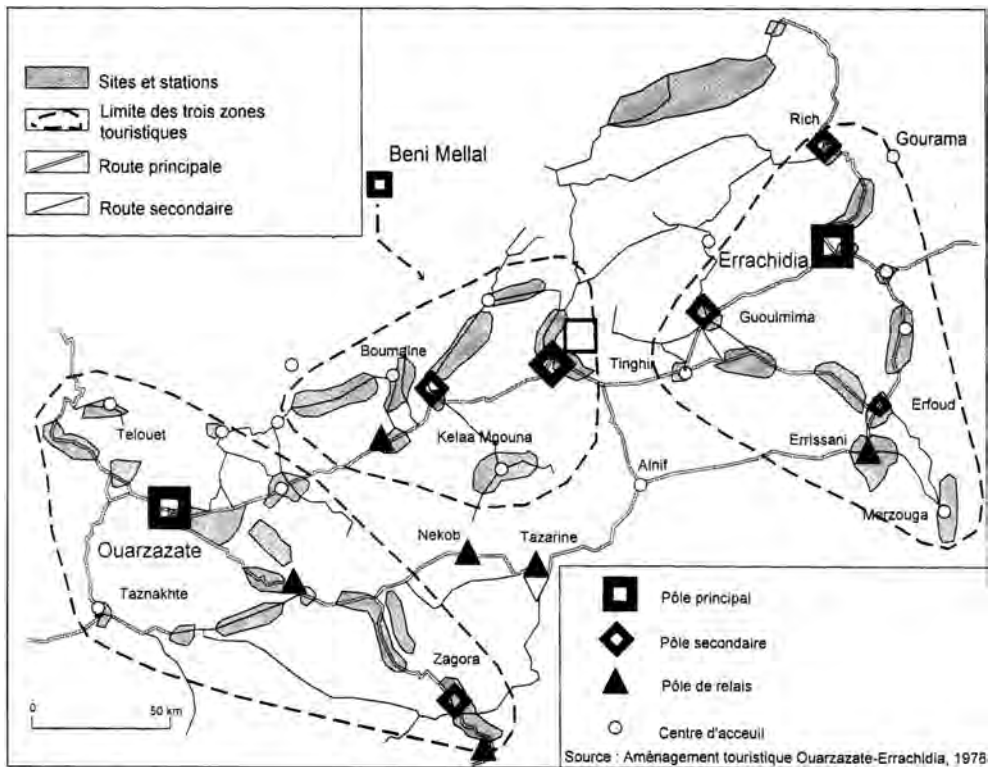 Sites et stations
Limite des trois zones
touristiques
Route principale
Route secondaire
Beni Mellal
Rich
Gourama
Errachidia
Guoulmima
Boumalne
Tinghir
Telouet
Kelaa Mgouna
Erfoud
Errissani
Alnif
Merzouga
Ouarzazate
Nekob
Tazarine
Taznakhte
Zagora
0
50 km
Pôle principal
Pôle secondaire
Pôle de relais
Centre d'acceuil
Source : Aménagement touristique Ouarzazate-Errachidia, 1978